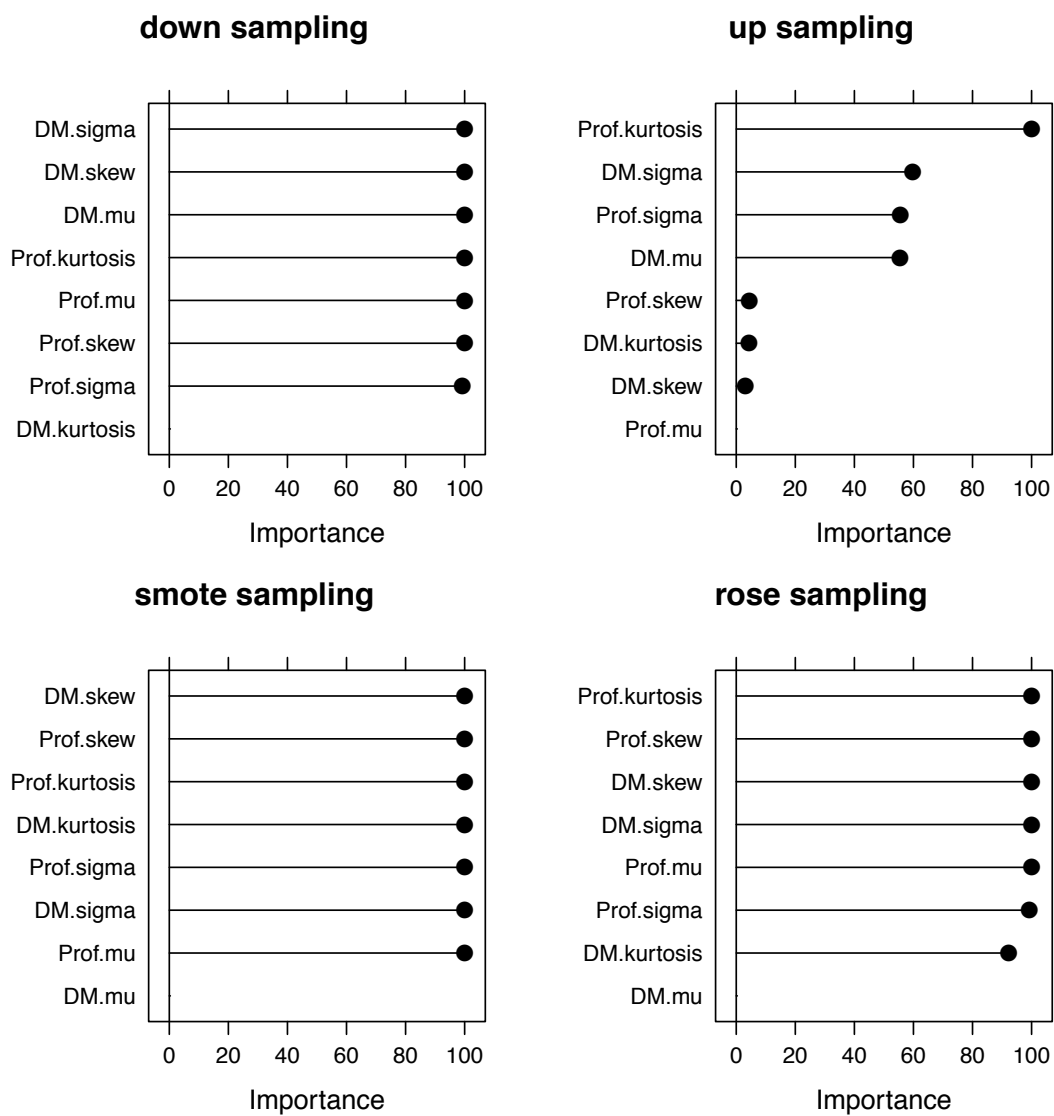 down sampling
DM.sigma
DM.skew
DM.mu
Prof.kurtosis
Prof.mu
Prof.skew
Prof.sigma
DM.kurtosis
0 20 40 60 80 100
Importance
up sampling
Prof.kurtosis
DM.sigma
Prof.sigma
DM.mu
Prof.skew
DM.kurtosis
DM.skew
Prof.mu
0 20 40 60 80 100
Importance
smote sampling
DM.skew
Prof.skew
Prof.kurtosis
DM.kurtosis
Prof.sigma
DM.sigma
Prof.mu
DM.mu
0 20 40 60 80 100
Importance
rose sampling
Prof.kurtosis
Prof.skew
DM.skew
DM.sigma
Prof.mu
Prof.sigma
DM.kurtosis
DM.mu
0 20 40 60 80 100
Importance